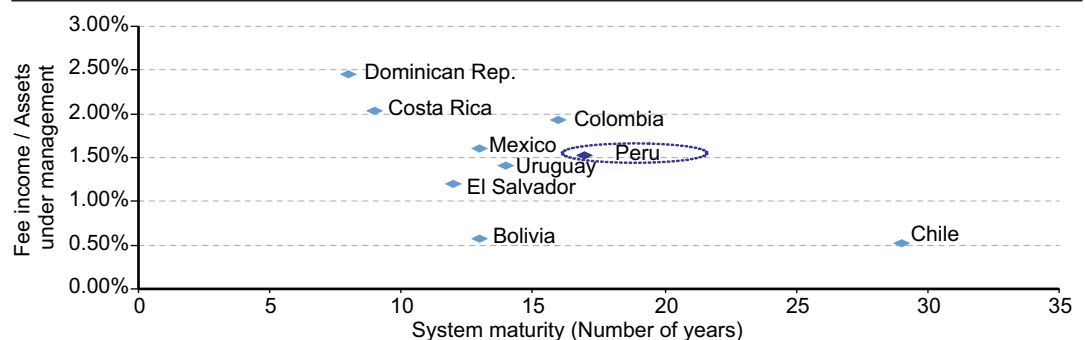 3.00%
2.50%
2.00%
1.50%
1.00%
0.50%
0.00%
Fee income / Assets
under management
Dominican Rep.
Costa Rica
Colombia
Mexico
Peru
Uruguay
El Salvador
Bolivia
Chile
0 5 10 15 20 25 30 35
System maturity (Number of years)